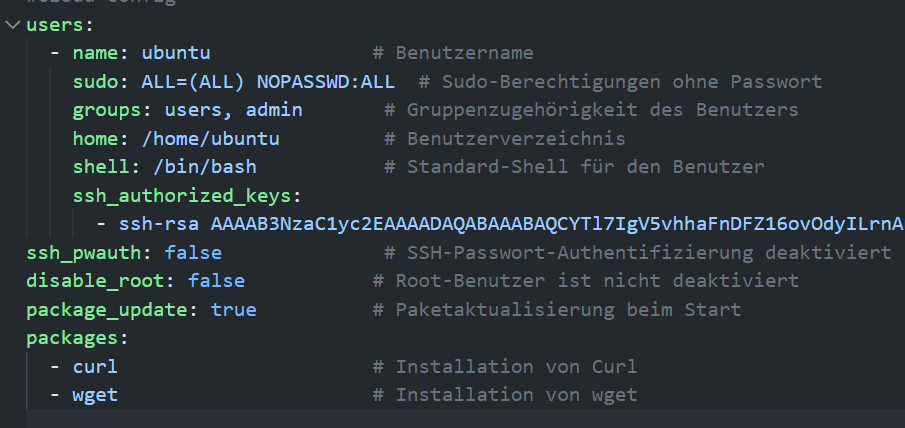 users:
  - name: ubuntu              # Benutzername
    sudo: ALL=(ALL) NOPASSWD:ALL  # Sudo-Berechtigungen ohne Passwort
    groups: users, admin       # Gruppenzugehörigkeit des Benutzers
    home: /home/ubuntu         # Benutzerverzeichnis
    shell: /bin/bash           # Standard-Shell für den Benutzer
    ssh_authorized_keys:
      - ssh-rsa AAAAB3NzaC1yc2EAAAADAQABAAABAQCYTl7IgV5vhhaFnDFZ16ovOdyILrnA
ssh_pwauth: false              # SSH-Passwort-Authentifizierung deaktiviert
disable_root: false           # Root-Benutzer ist nicht deaktiviert
package_update: true          # Paketaktualisierung beim Start
packages:
  - curl                      # Installation von Curl
  - wget                      # Installation von wget